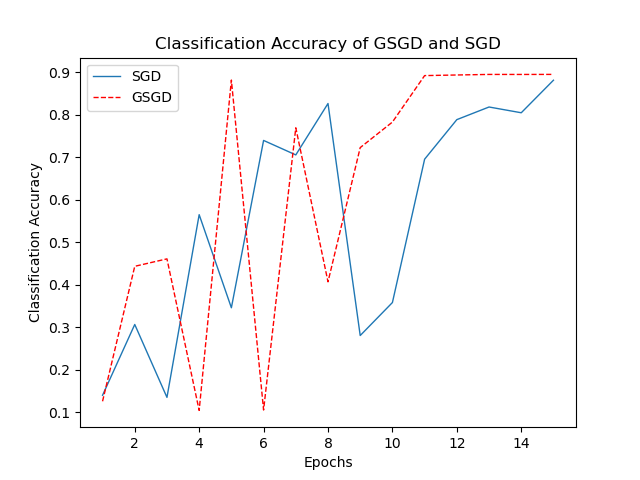 Classification Accuracy of GSGD and SGD
SGD
GSGD
Classification Accuracy
0.9
0.8
0.7
0.6
0.5
0.4
0.3
0.2
0.1
2 4 6 8 10 12 14
Epochs